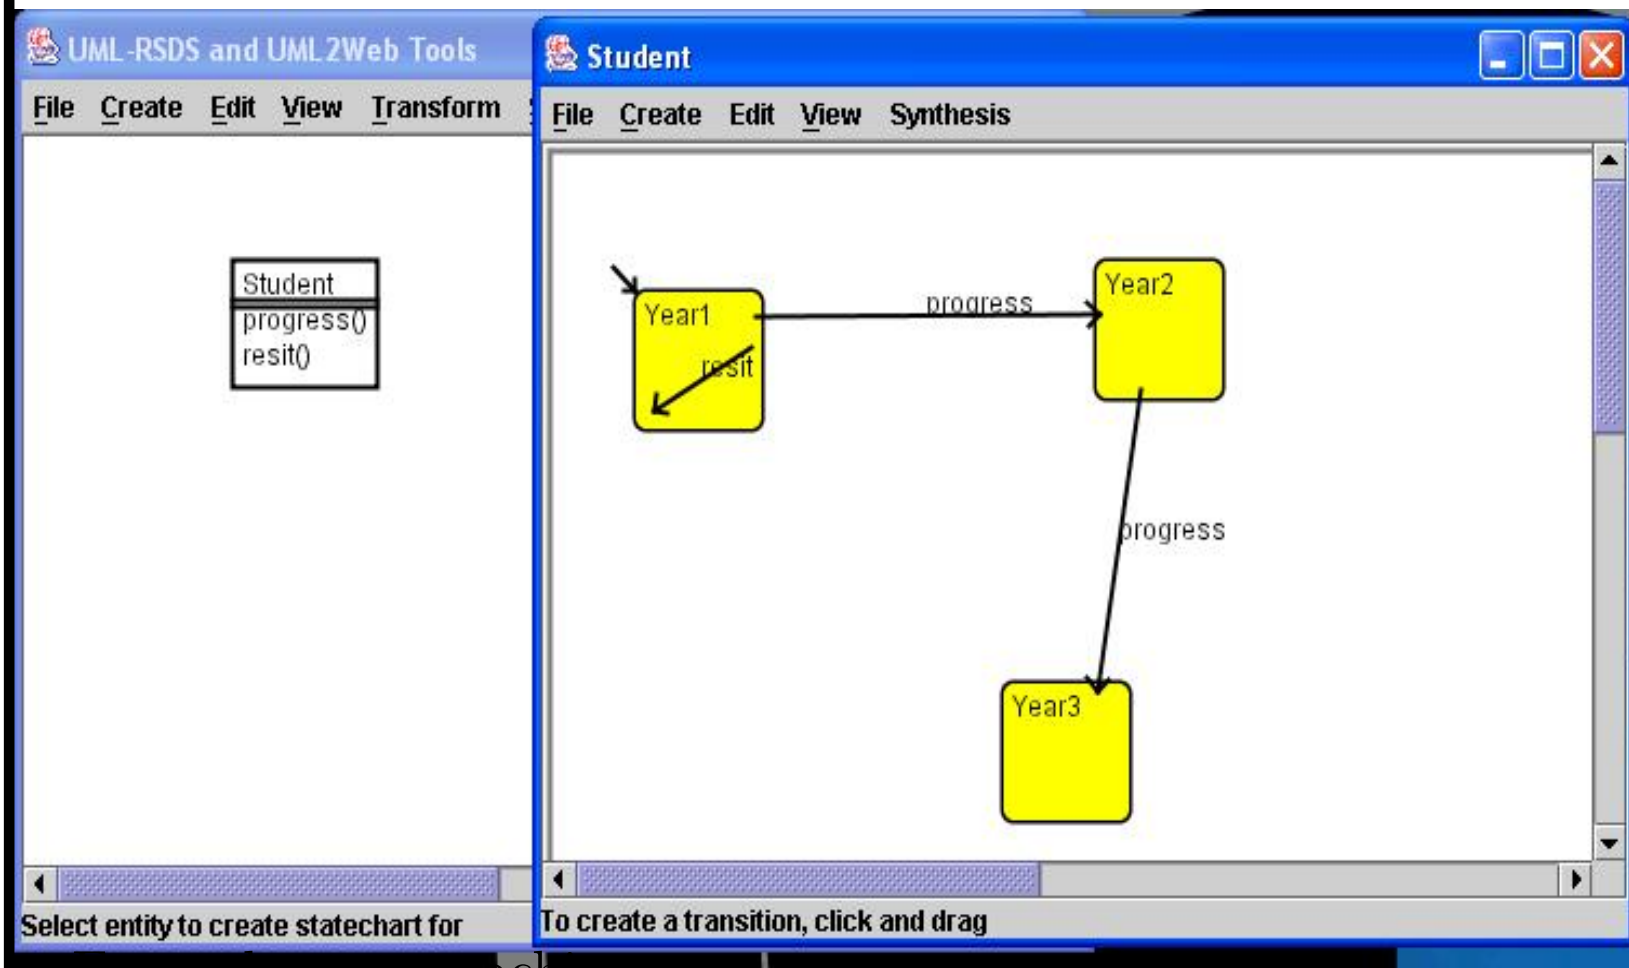 UML-RSDS and UML2Web Tools
File Create Edit View Transform
Student
progress()
resit()
Select entity to create statechart for
Student
File Create Edit View Synthesis
Year1
resit
progress
Year2
progress
Year3
To create a transition, click and drag